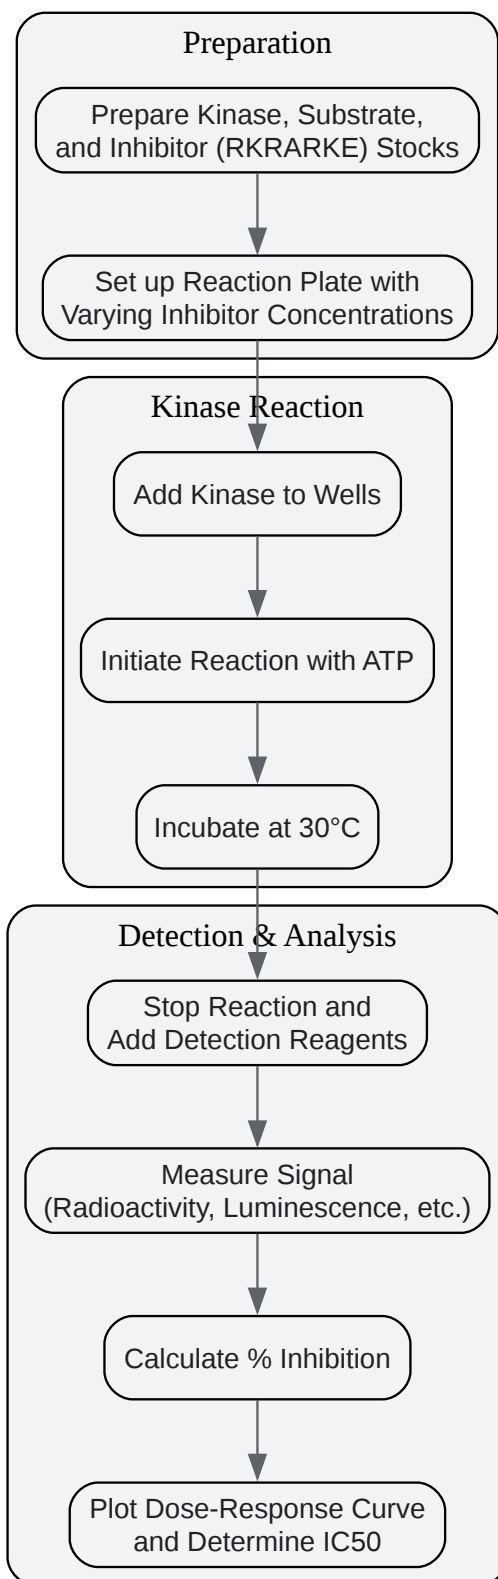 Preparation
Prepare Kinase, Substrate,
and Inhibitor (RKRARKE) Stocks
Set up Reaction Plate with
Varying Inhibitor Concentrations
Kinase Reaction
Add Kinase to Wells
Initiate Reaction with ATP
Incubate at 30°C
Detection & Analysis
Stop Reaction and
Add Detection Reagents
Measure Signal
(Radioactivity, Luminescence, etc.)
Calculate % Inhibition
Plot Dose-Response Curve
and Determine IC50